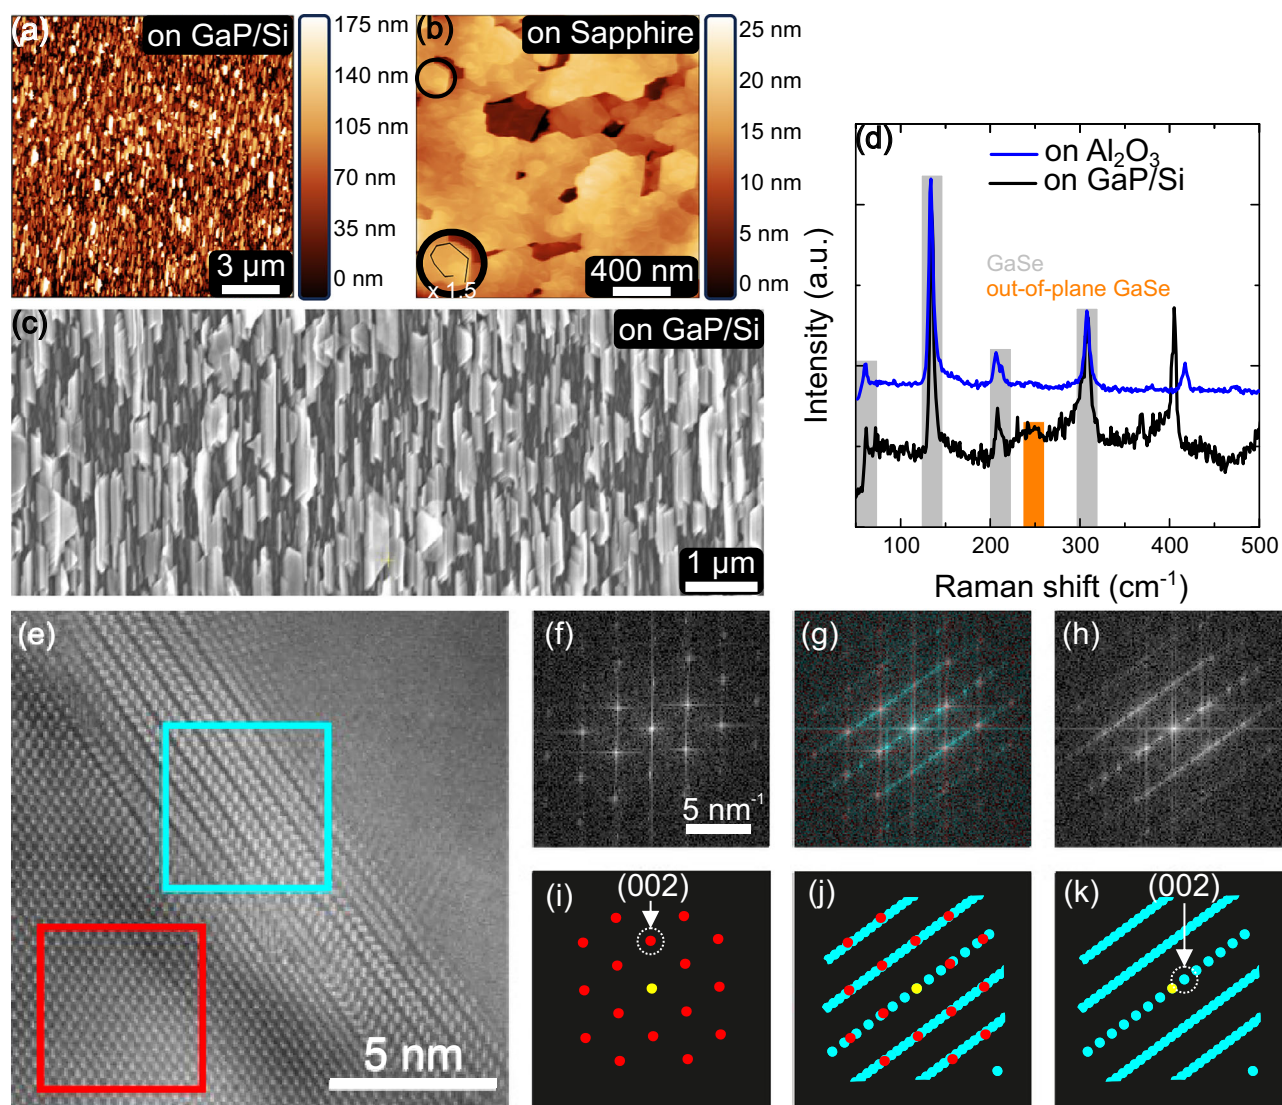 (a)
on GaP/Si
175 nm
140 nm
105 nm
70 nm
35 nm
0 nm
3 µm
(b)
on Sapphire
25 nm
20 nm
15 nm
10 nm
5 nm
0 nm
400 nm
x 1.5
(c)
on GaP/Si
1 µm
(d)
on Al₂O₃
on GaP/Si
GaSe
out-of-plane GaSe
Intensity (a.u.)
100 200 300 400 500
Raman shift (cm⁻¹)
(e)
5 nm
(f)
5 nm⁻¹
(g)
(h)
(i)
(002)
(j)
(k)
(002)